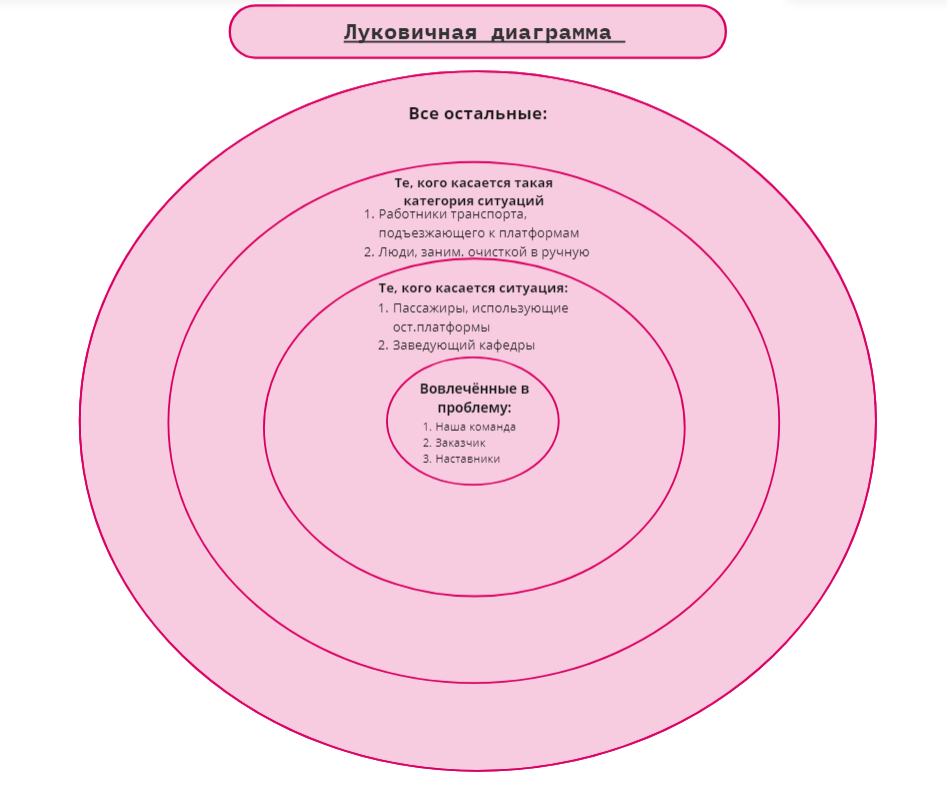 Луковичная диаграмма
Все остальные:
Те, кого касается такая
категория ситуаций
1. Работники транспорта,
подъезжающего к платформам
2. Люди, заним. очисткой в ручную
Те, кого касается ситуация:
1. Пассажиры, использующие
ост.платформы
2. Заведующий кафедры
Вовлечённые в
проблему:
1. Наша команда
2. Заказчик
3. Наставники